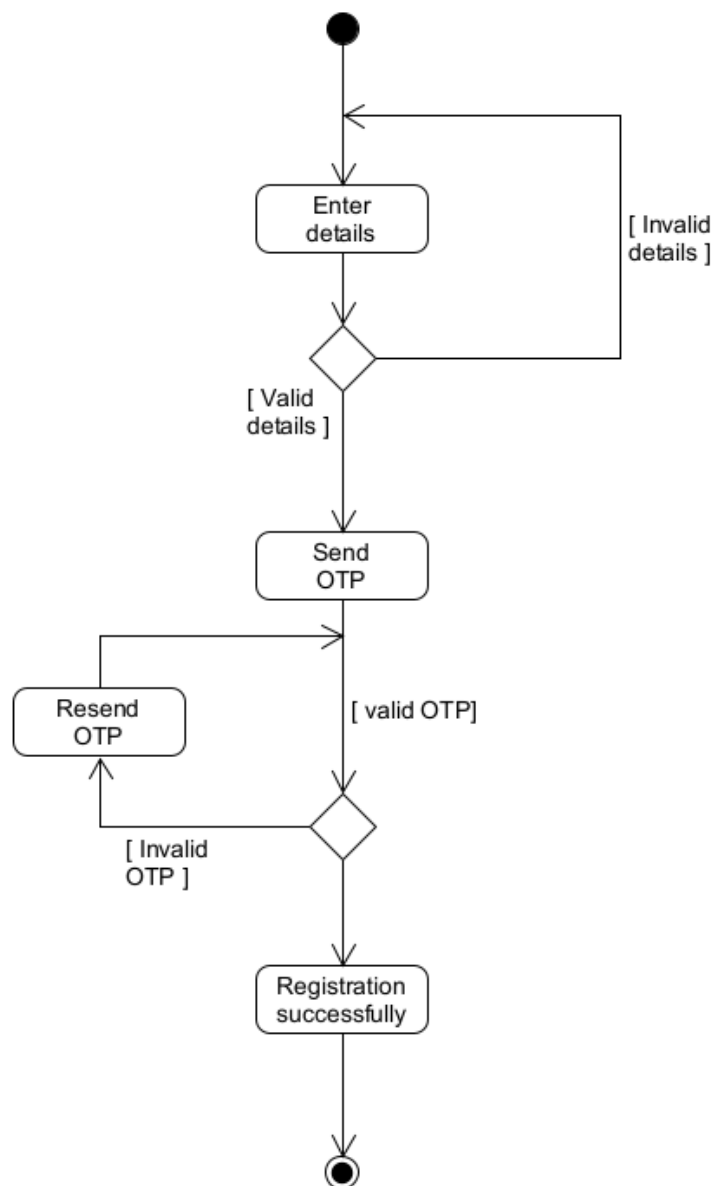 Enter
details
[ Invalid
details ]
[ Valid
details ]
Send
OTP
Resend
OTP
[ valid OTP]
[ Invalid
OTP ]
Registration
successfully